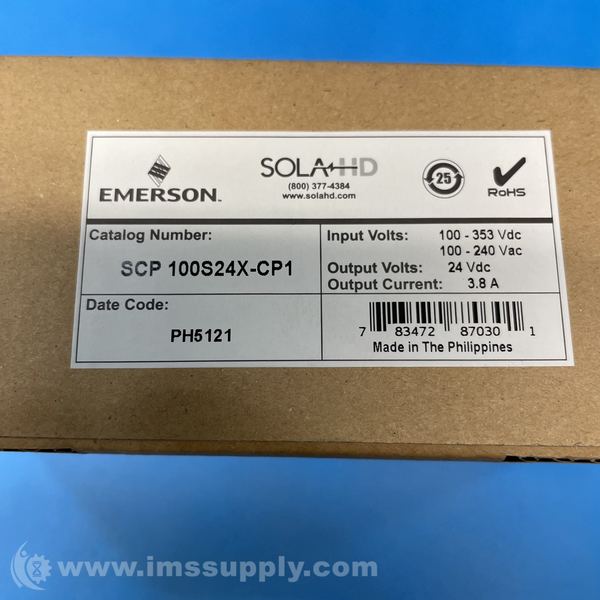 EMERSON™
SOLA HD
(800) 377-4384
www.solahd.com
25
RoHS
Catalog Number:
SCP 100S24X-CP1
Input Volts: 100 - 353 Vdc
100 - 240 Vac
Output Volts: 24 Vdc
Output Current: 3.8 A
Date Code:
PH5121
7 83472 87030 1
Made in The Philippines
www.imssupply.com